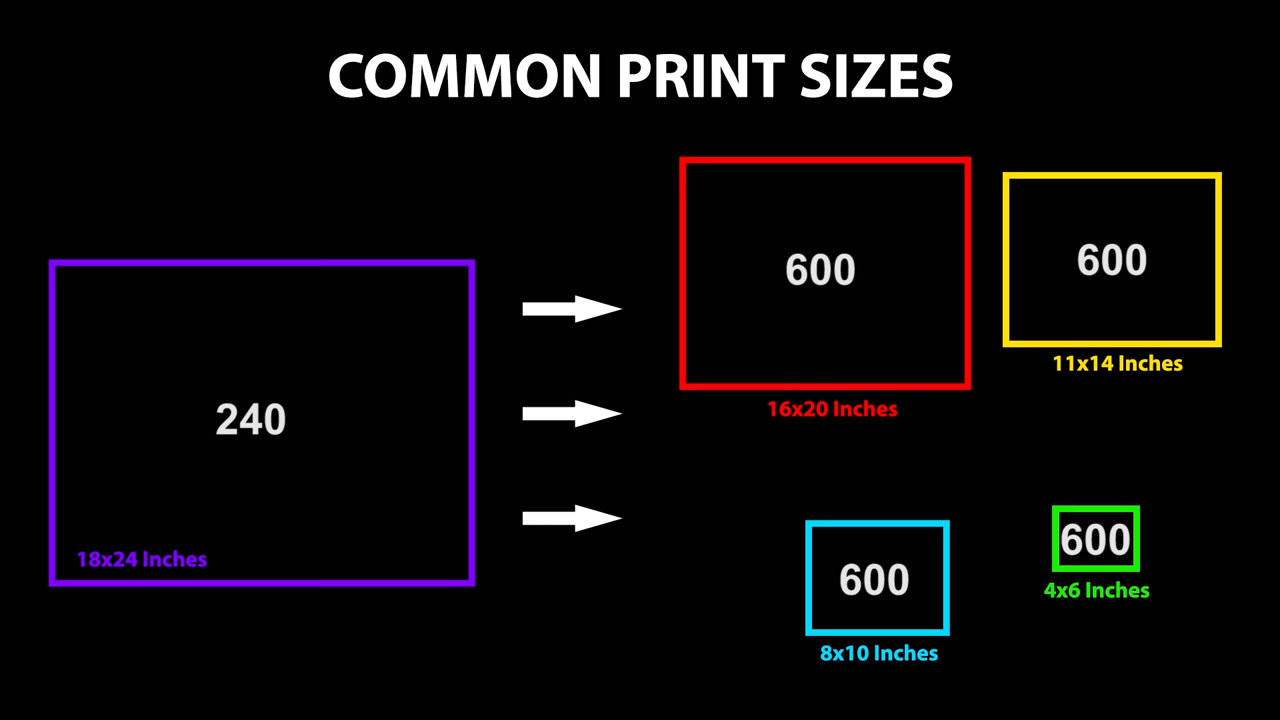 COMMON PRINT SIZES
240
18x24 Inches
600
16x20 Inches
600
11x14 Inches
600
8x10 Inches
600
4x6 Inches